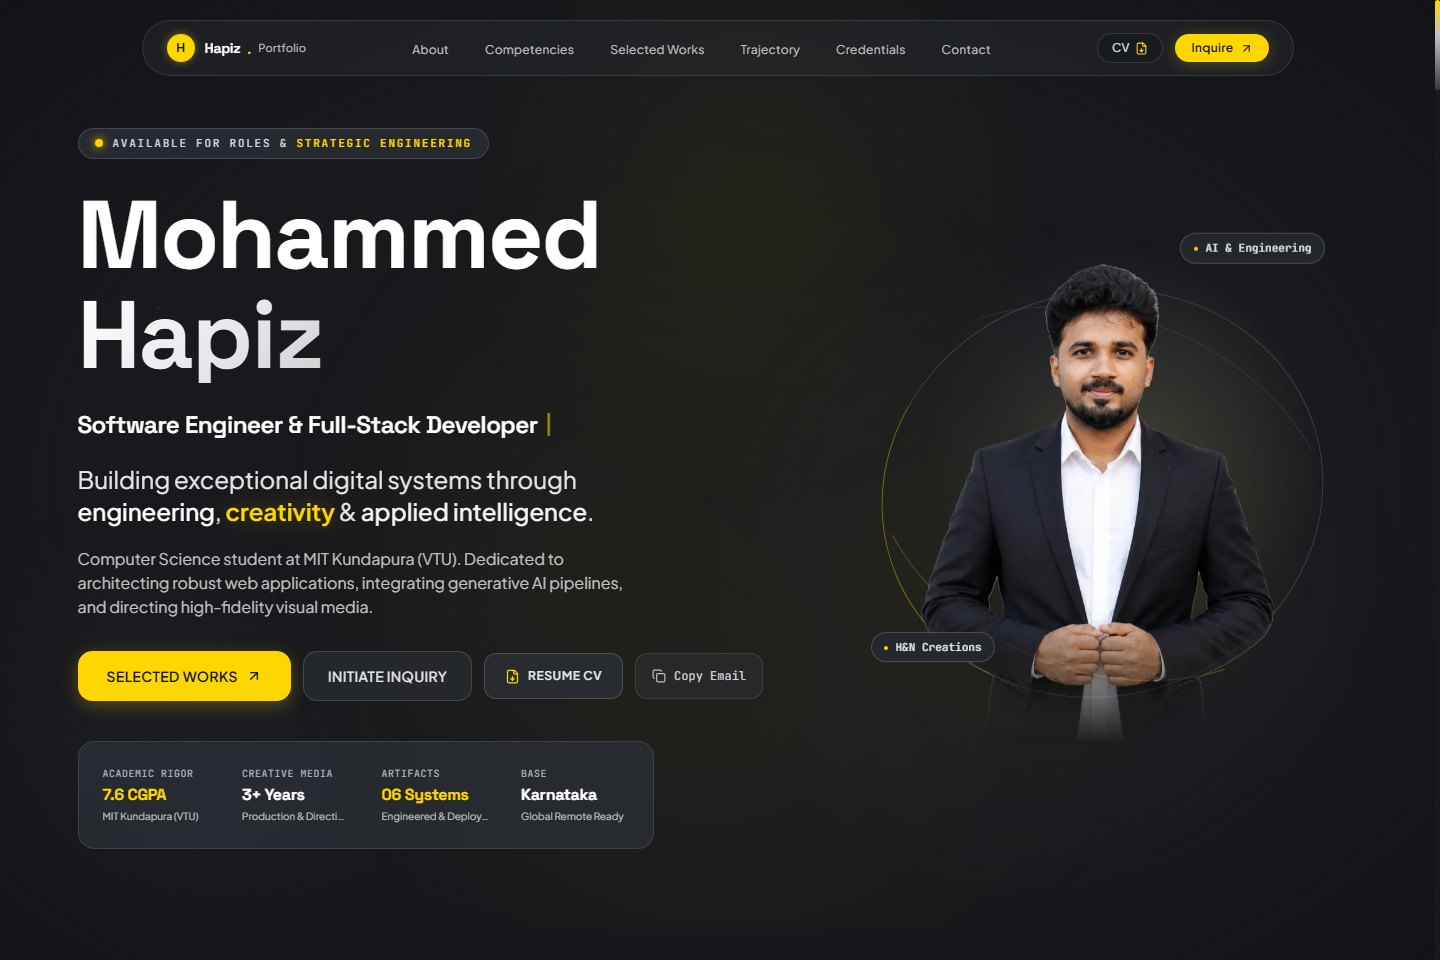 H Hapiz . Portfolio
About
Competencies
Selected Works
Trajectory
Credentials
Contact
CV
Inquire
AVAILABLE FOR ROLES & STRATEGIC ENGINEERING
Mohammed
Hapiz
Software Engineer & Full-Stack Developer
Building exceptional digital systems through
engineering, creativity & applied intelligence.
Computer Science student at MIT Kundapura (VTU). Dedicated to
architecting robust web applications, integrating generative AI pipelines,
and directing high-fidelity visual media.
SELECTED WORKS
INITIATE INQUIRY
RESUME CV
Copy Email
ACADEMIC RIGOR
7.6 CGPA
MIT Kundapura (VTU)
CREATIVE MEDIA
3+ Years
Production & Directi...
ARTIFACTS
06 Systems
Engineered & Deploy...
BASE
Karnataka
Global Remote Ready
AI & Engineering
H&N Creations